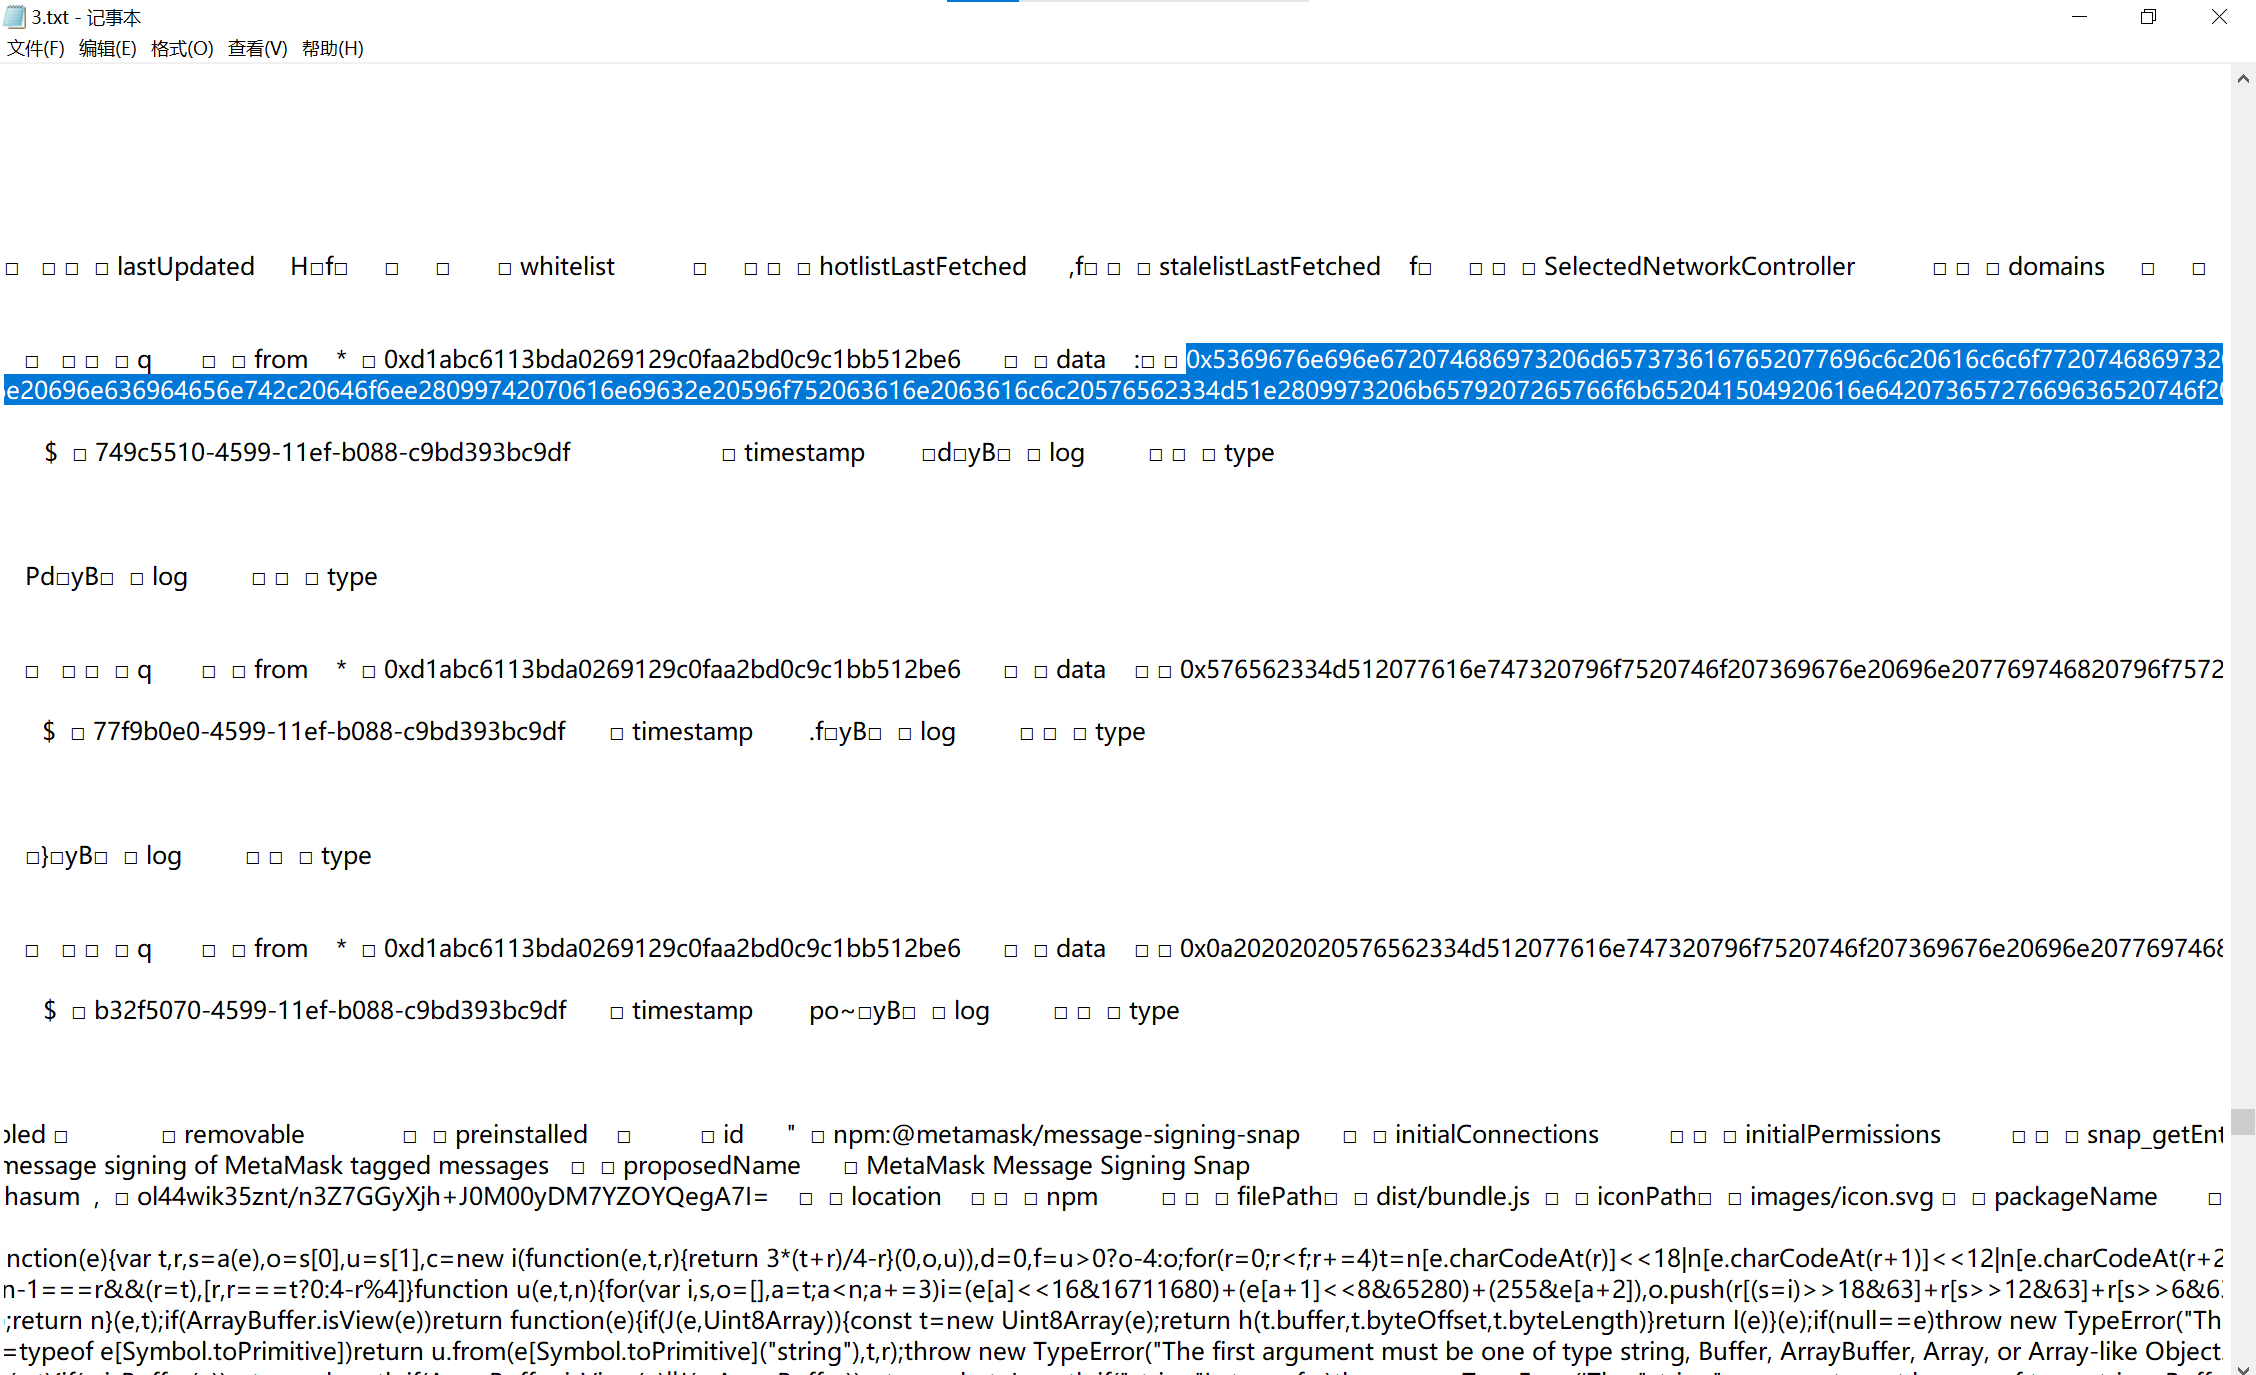 3.txt - 记事本
文件(F) 编辑(E) 格式(O) 查看(V) 帮助(H)
lastUpdated H f whitelist hotlistLastFetched ,f stalelistLastFetched f SelectedNetworkController domains
q from * 0xd1abc6113bda0269129c0faa2bd0c9c1bb512be6 data : 0x5369676e696e672074686973206d6573736167652077696c6c20616c6c6f7720746869732
e20696e636964656e742c20646f6ee28099742070616e69632e20596f752063616e2063616c6c20576562334d51e2809973206b6579207265766f6b652041504920616e64207365727669636520746f2
$ 749c5510-4599-11ef-b088-c9bd393bc9df timestamp d yB log type
Pd yB log type
q from * 0xd1abc6113bda0269129c0faa2bd0c9c1bb512be6 data 0x576562334d512077616e747320796f7520746f207369676e20696e207769746820796f7572
$ 77f9b0e0-4599-11ef-b088-c9bd393bc9df timestamp .f yB log type
} yB log type
q from * 0xd1abc6113bda0269129c0faa2bd0c9c1bb512be6 data 0x0a20202020576562334d512077616e747320796f7520746f207369676e20696e2077697468
$ b32f5070-4599-11ef-b088-c9bd393bc9df timestamp po~ yB log type
bled removable preinstalled id " npm:@metamask/message-signing-snap initialConnections initialPermissions snap_getEnt
message signing of MetaMask tagged messages proposedName MetaMask Message Signing Snap
hasum , ol44wik35znt/n3Z7GGyXjh+J0M00yDM7YZOYQegA7I= location npm filePath dist/bundle.js iconPath images/icon.svg packageName
nction(e){var t,r,s=a(e),o=s[0],u=s[1],c=new i(function(e,t,r){return 3*(t+r)/4-r}(0,o,u)),d=0,f=u>0?o-4:o;for(r=0;r<f;r+=4)t=n[e.charCodeAt(r)]<<18|n[e.charCodeAt(r+1)]<<12|n[e.charCodeAt(r+2
n-1===r&&(r=t),[r,r===t?0:4-r%4]}function u(e,t,n){for(var i,s,o=[],a=t;a<n;a+=3)i=(e[a]<<16&16711680)+(e[a+1]<<8&65280)+(255&e[a+2]),o.push(r[(s=i)>>18&63]+r[s>>12&63]+r[s>>6&6
;return n}(e,t);if(ArrayBuffer.isView(e))return function(e){if(J(e,Uint8Array)){const t=new Uint8Array(e);return h(t.buffer,t.byteOffset,t.byteLength)}return l(e)}(e);if(null==e)throw new TypeError("Th
=typeof e[Symbol.toPrimitive])return u.from(e[Symbol.toPrimitive]("string"),t,r);throw new TypeError("The first argument must be one of type string, Buffer, ArrayBuffer, Array, or Array-like Object.